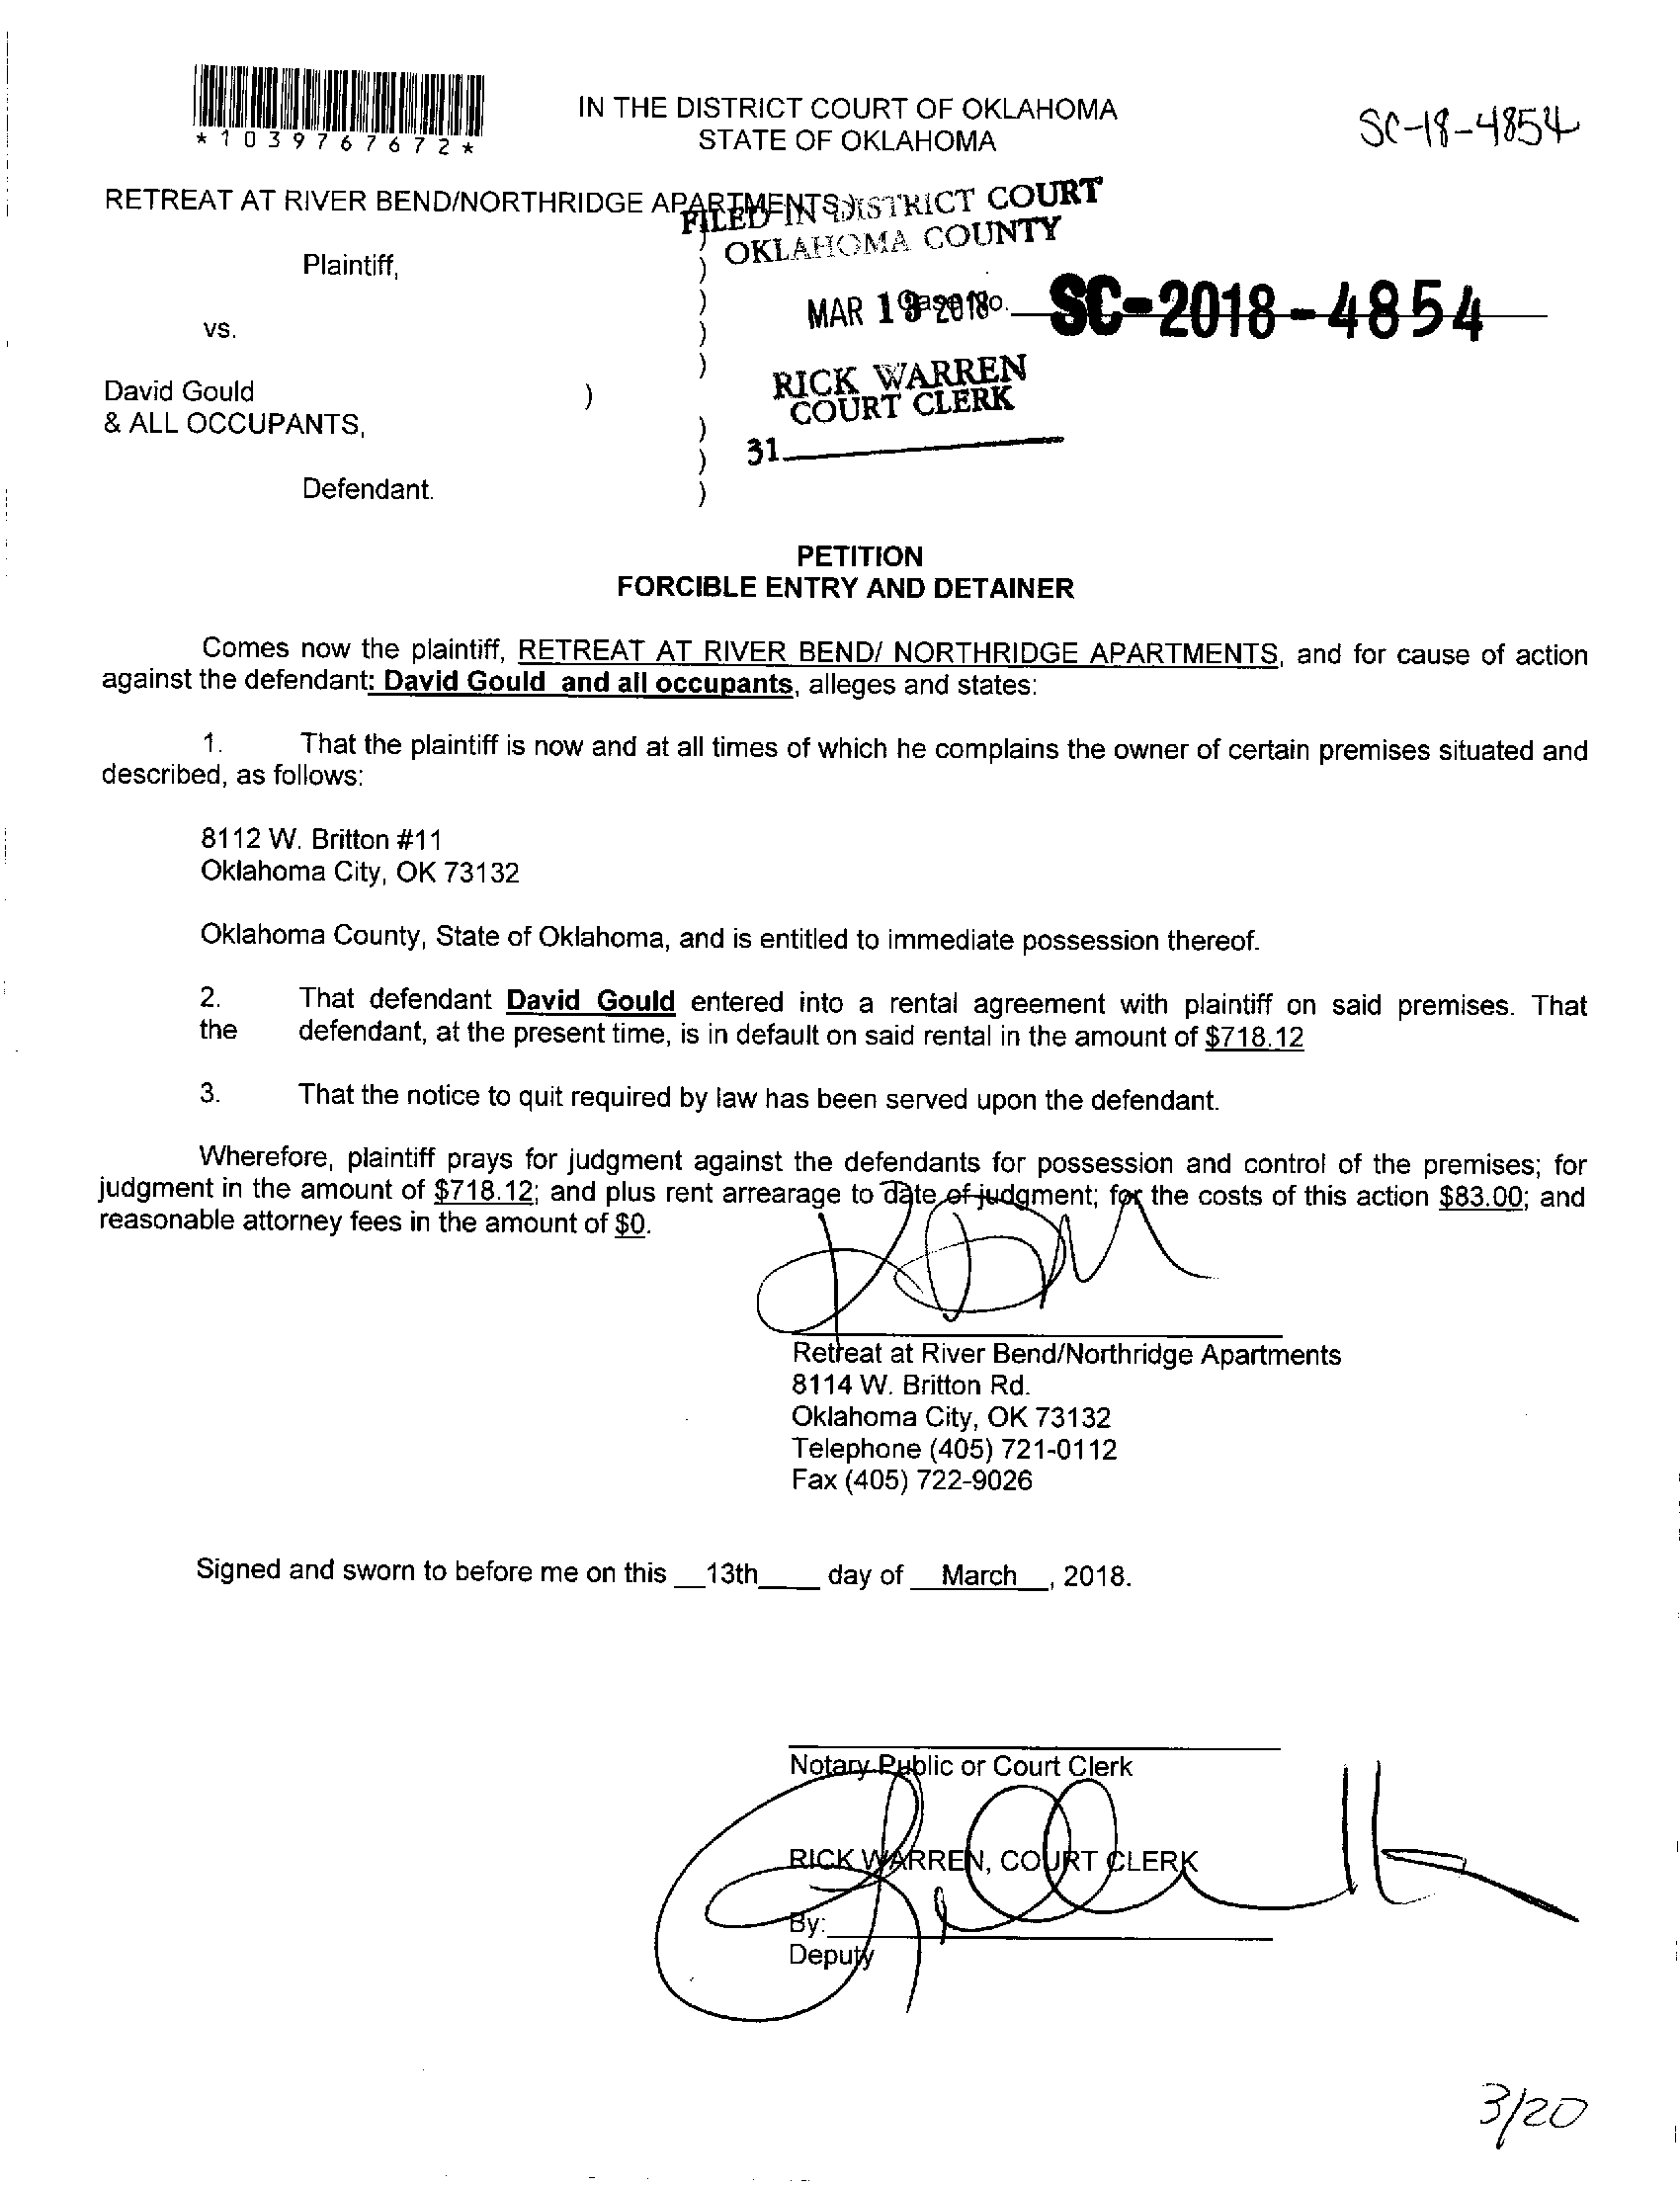 *1039767672*
IN THE DISTRICT COURT OF OKLAHOMA
STATE OF OKLAHOMA
SC-18-4854
RETREAT AT RIVER BEND/NORTHRIDGE APARTMENTS
FILED IN DISTRICT COURT
OKLAHOMA COUNTY
Plaintiff,
MAR 2018 Case No. SC-2018-4854
vs.
RICK WARREN
COURT CLERK
David Gould )
& ALL OCCUPANTS,
31
Defendant. )
PETITION
FORCIBLE ENTRY AND DETAINER
Comes now the plaintiff, RETREAT AT RIVER BEND/ NORTHRIDGE APARTMENTS, and for cause of action
against the defendant: David Gould and all occupants, alleges and states:
1. That the plaintiff is now and at all times of which he complains the owner of certain premises situated and
described, as follows:
8112 W. Britton #11
Oklahoma City, OK 73132
Oklahoma County, State of Oklahoma, and is entitled to immediate possession thereof.
2. That defendant David Gould entered into a rental agreement with plaintiff on said premises. That
the defendant, at the present time, is in default on said rental in the amount of $718.12
3. That the notice to quit required by law has been served upon the defendant.
Wherefore, plaintiff prays for judgment against the defendants for possession and control of the premises; for
judgment in the amount of $718.12; and plus rent arrearage to date of judgment; for the costs of this action $83.00; and
reasonable attorney fees in the amount of $0.
Retreat at River Bend/Northridge Apartments
8114 W. Britton Rd.
Oklahoma City, OK 73132
Telephone (405) 721-0112
Fax (405) 722-9026
Signed and sworn to before me on this __13th____ day of __March__, 2018.
Notary Public or Court Clerk
RICK WARREN, COURT CLERK
By:
Deputy
3/20